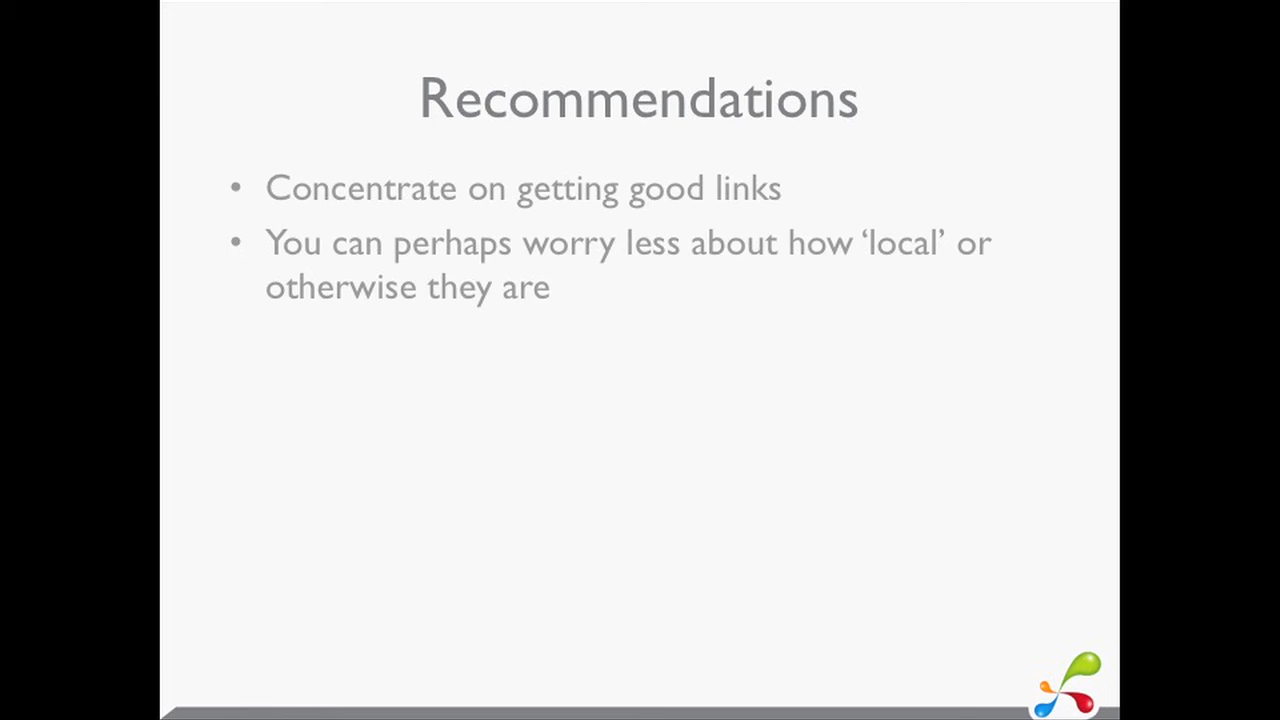 Recommendations
• Concentrate on getting good links
• You can perhaps worry less about how ‘local’ or
otherwise they are